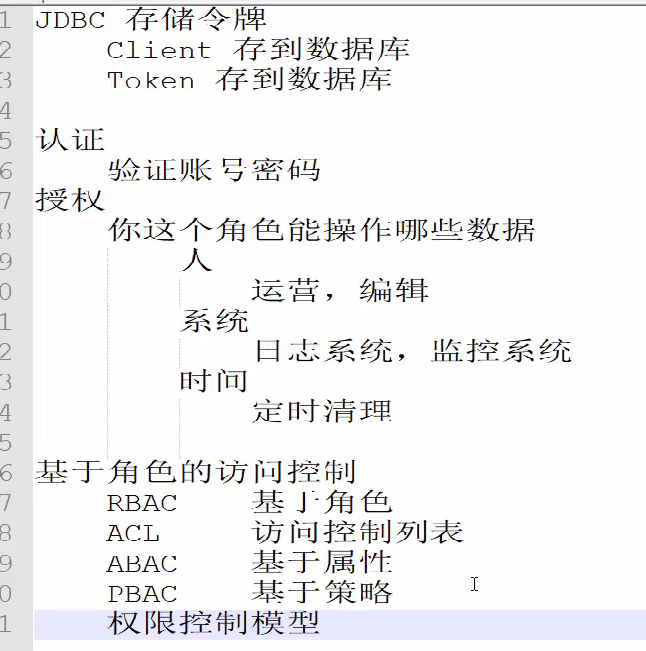 1 JDBC 存储令牌
2 Client 存到数据库
3 Token 存到数据库
4
5 认证
6 验证账号密码
7 授权
8 你这个角色能操作哪些数据
9 人
0 运营，编辑
1 系统
2 日志系统，监控系统
3 时间
4 定时清理
5
6 基于角色的访问控制
7 RBAC 基于角色
8 ACL 访问控制列表
9 ABAC 基于属性
0 PBAC 基于策略
1 权限控制模型